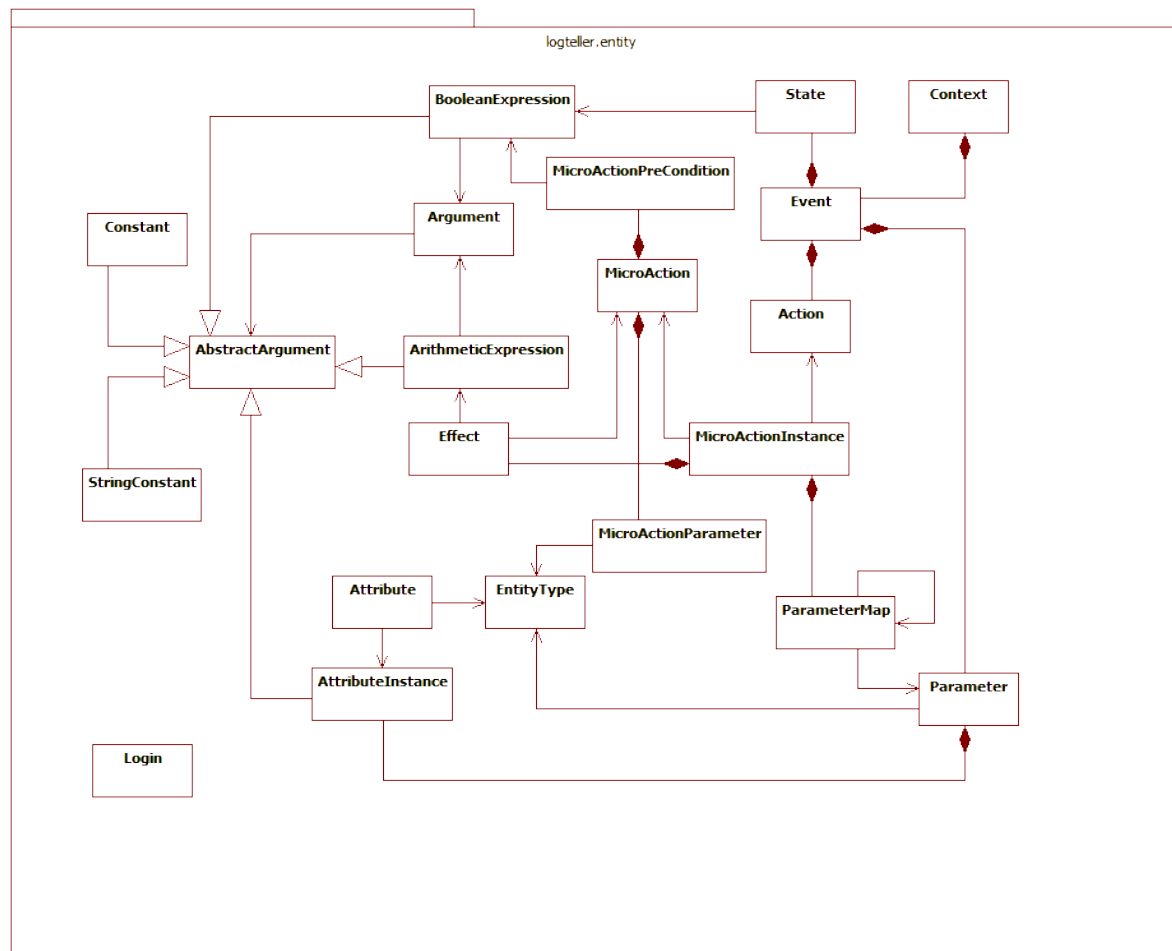 logteller.entity
BooleanExpression
State
Context
MicroActionPreCondition
Event
Constant
Argument
MicroAction
Action
AbstractArgument
ArithmeticExpression
Effect
MicroActionInstance
StringConstant
MicroActionParameter
Attribute
EntityType
ParameterMap
AttributeInstance
Parameter
Login